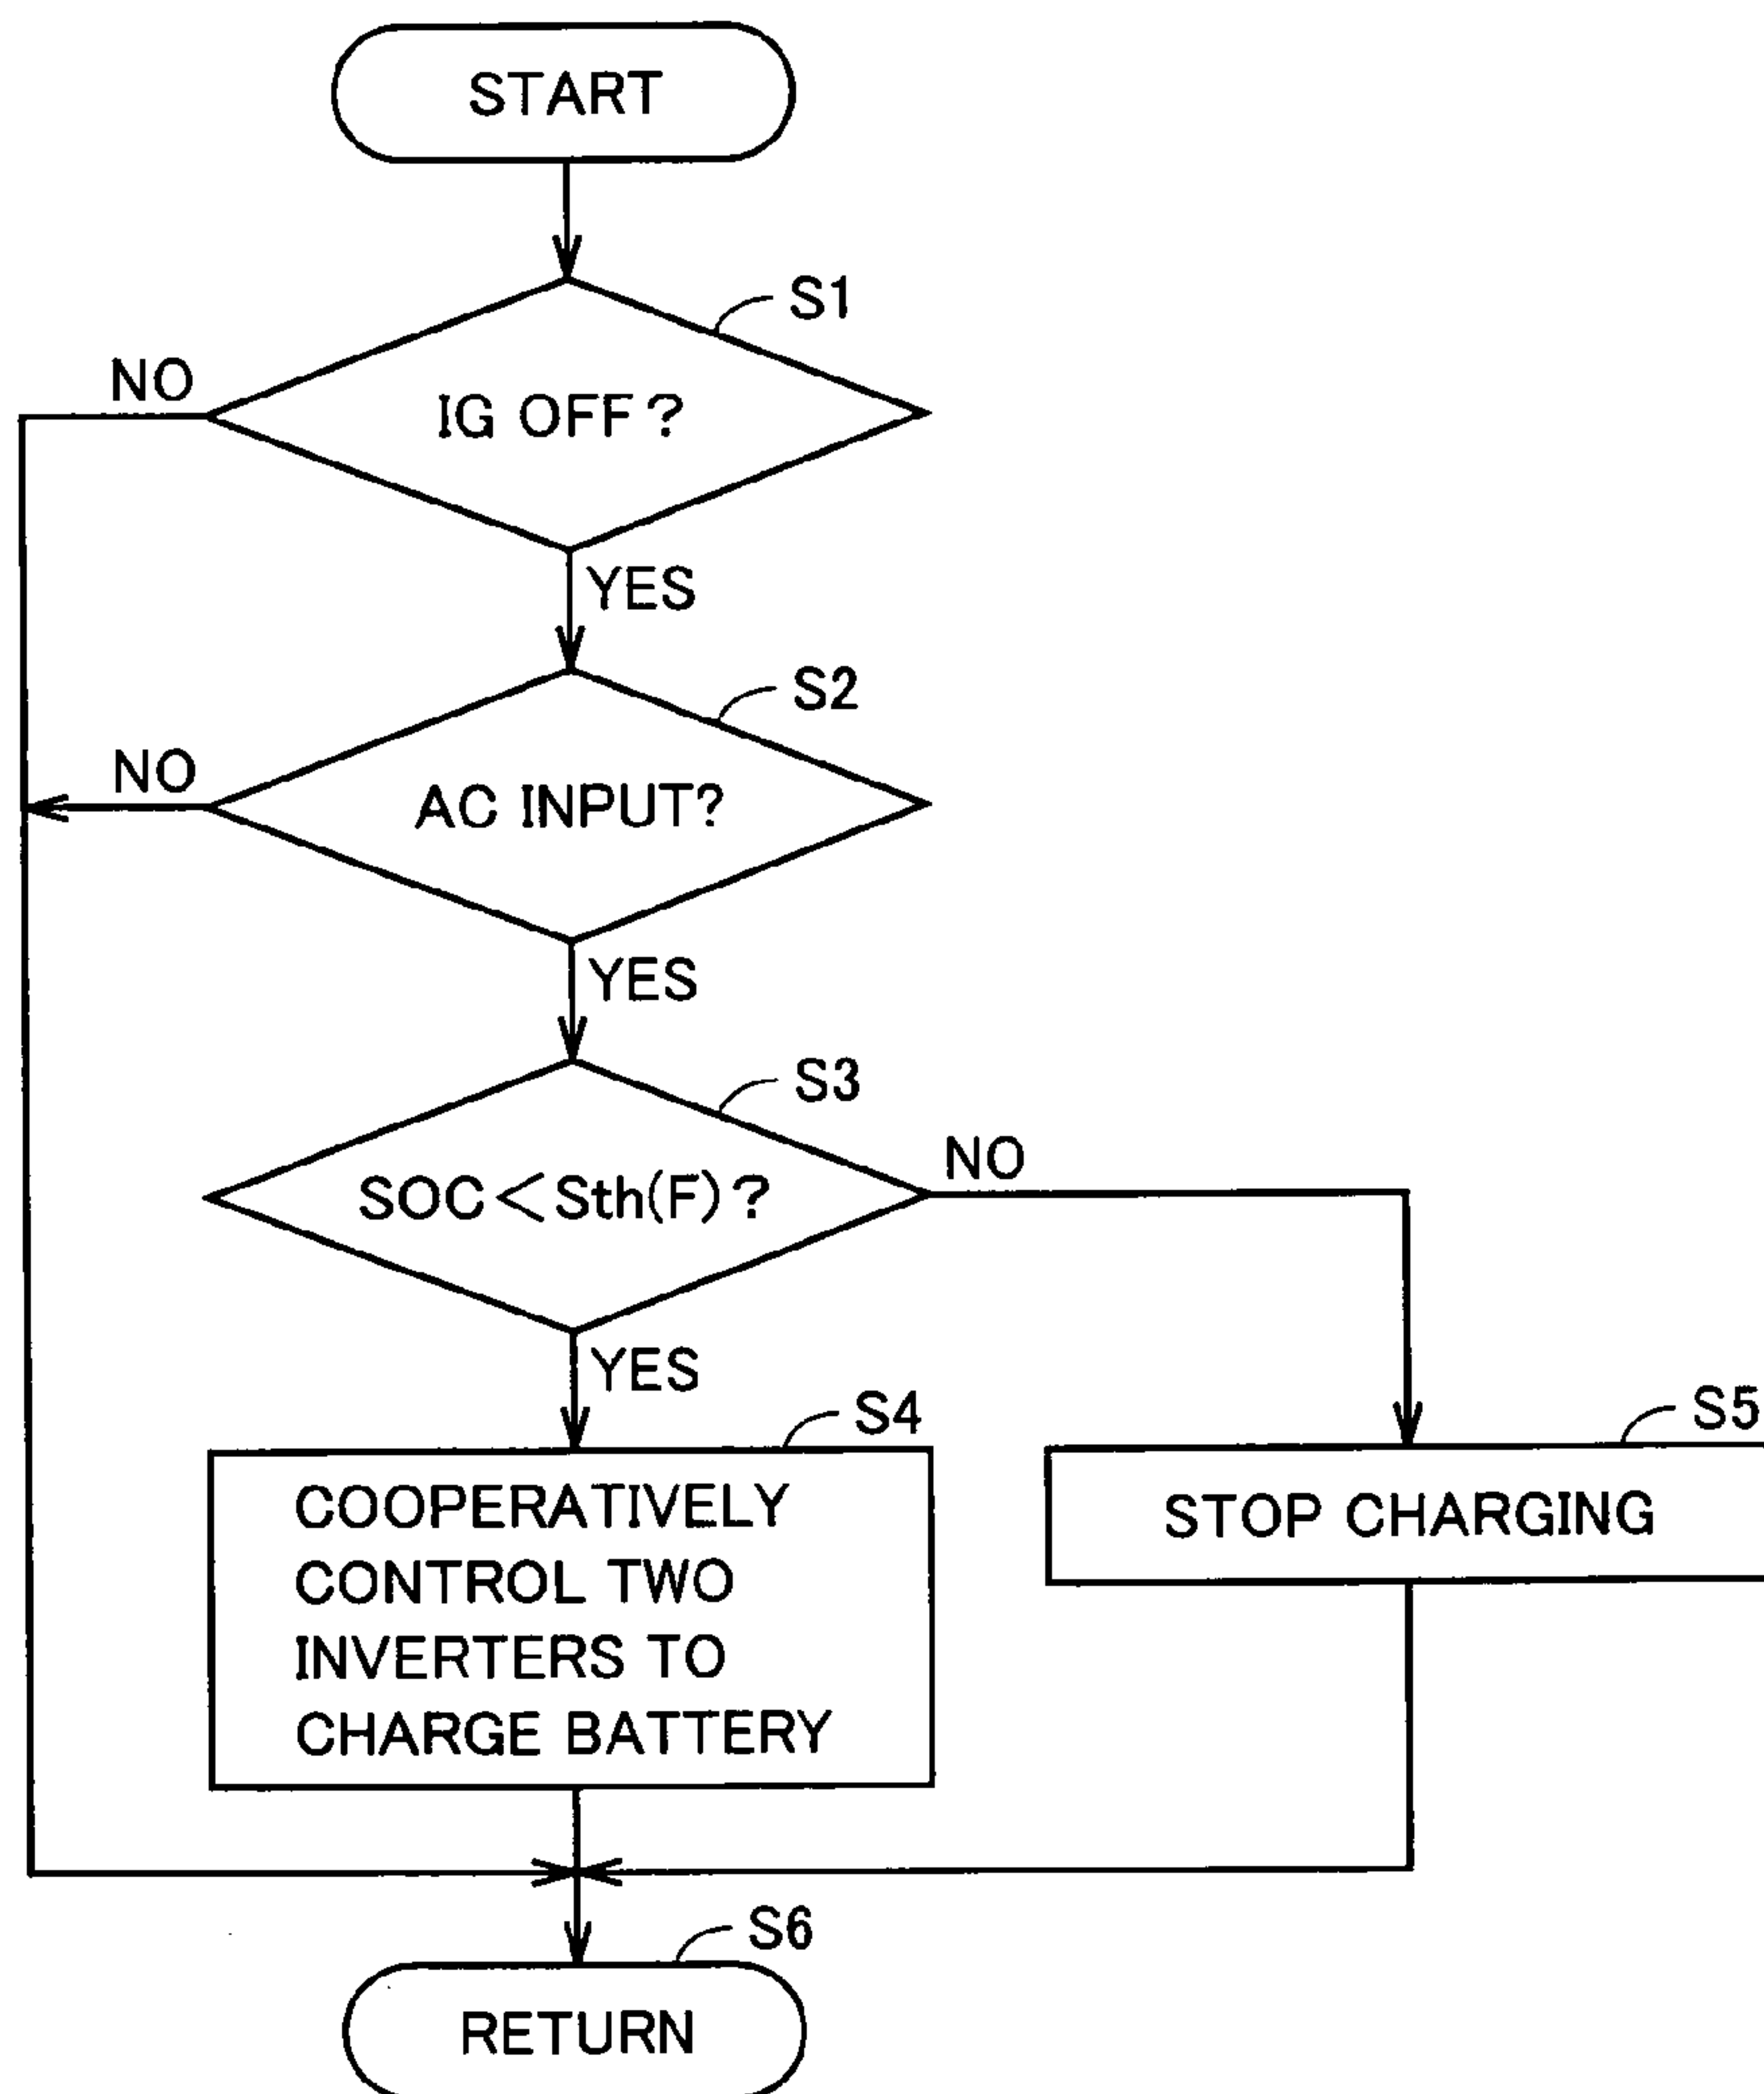 START
S1
NO
IG OFF?
YES
S2
NO
AC INPUT?
YES
S3
NO
SOC<Sth(F)?
YES
S4
S5
COOPERATIVELY
CONTROL TWO
INVERTERS TO
CHARGE BATTERY
STOP CHARGING
S6
RETURN